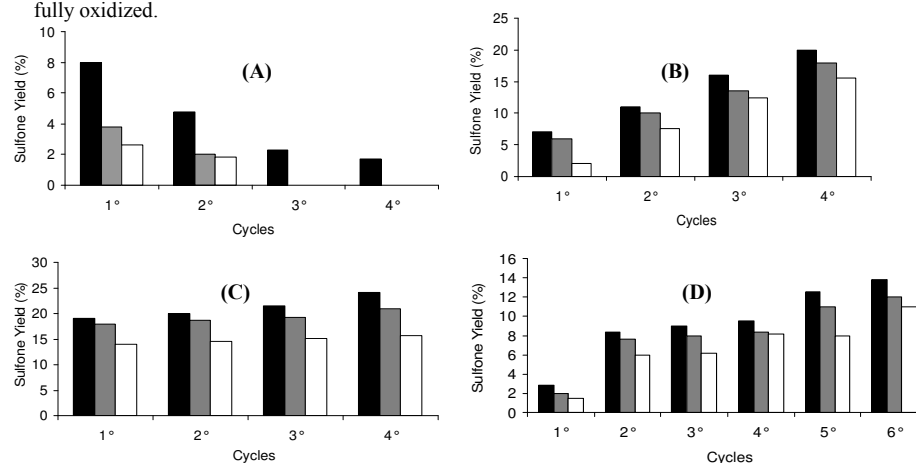 fully oxidized.
10
8
6
4
2
0
Sulfone Yield (%)
(A)
1° 2° 3° 4°
Cycles
25
20
15
10
5
0
Sulfone Yield (%)
(B)
1° 2° 3° 4°
Cycles
30
25
20
15
10
5
0
Sulfone Yield (%)
(C)
1° 2° 3° 4°
Cycles
16
14
12
10
8
6
4
2
0
Sulfone Yield (%)
(D)
1° 2° 3° 4° 5° 6°
Cycles